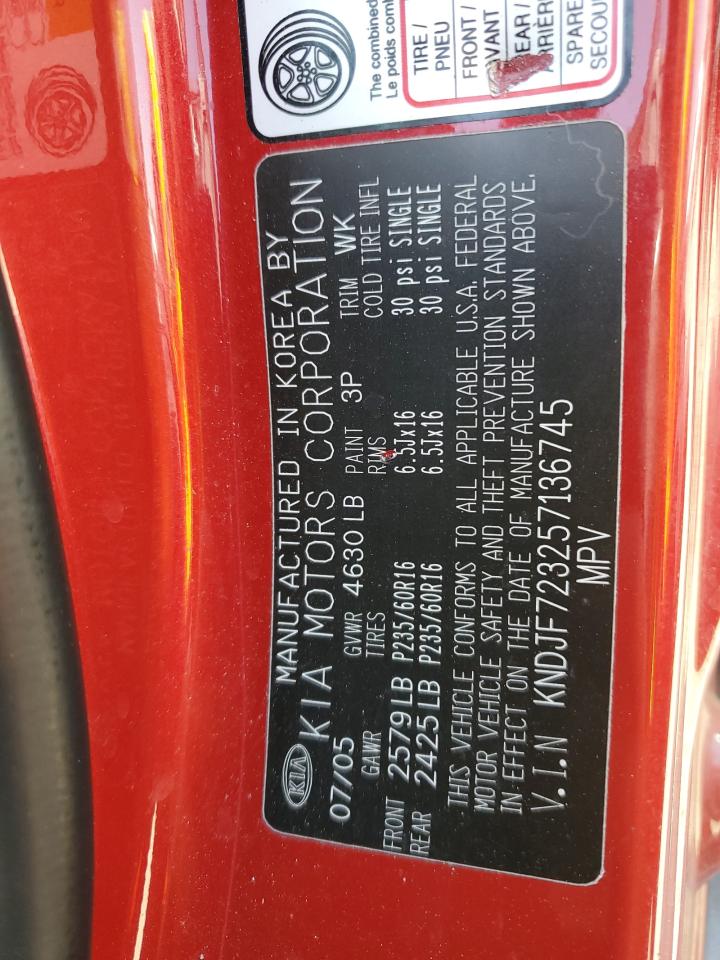 The combined
Le poids com
TIRE /
PNEU
FRONT /
SPARE
SECOU
KIA
MANUFACTURED IN KOREA BY
KIA MOTORS CORPORATION
07/05 GVWR 4630 LB PAINT 3P TRIM WK
GAWR TIRES RIMS COLD TIRE INFL
FRONT 2579 LB P235/60R16 6.5Jx16 30 psi SINGLE
REAR 2425 LB P235/60R16 6.5Jx16 30 psi SINGLE
THIS VEHICLE CONFORMS TO ALL APPLICABLE U.S.A. FEDERAL
MOTOR VEHICLE SAFETY AND THEFT PREVENTION STANDARDS
IN EFFECT ON THE DATE OF MANUFACTURE SHOWN ABOVE.
V.I.N KNDJF723257136745
MPV